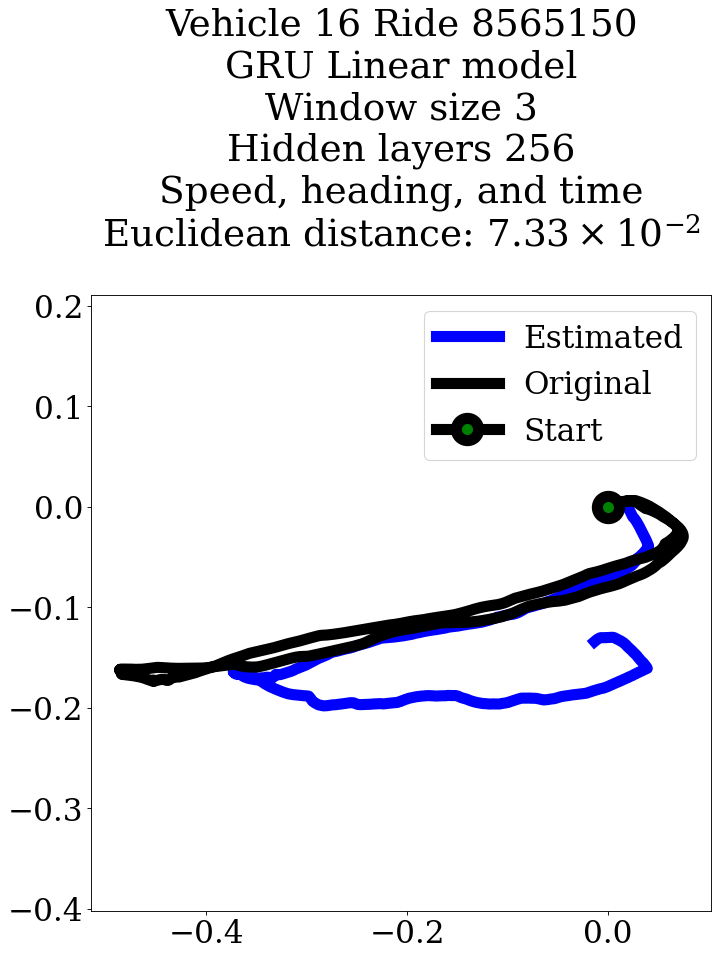 Vehicle 16 Ride 8565150
GRU Linear model
Window size 3
Hidden layers 256
Speed, heading, and time
Euclidean distance: 7.33 × 10⁻²
0.2
0.1
0.0
−0.1
−0.2
−0.3
−0.4
Estimated
Original
Start
−0.4
−0.2
0.0